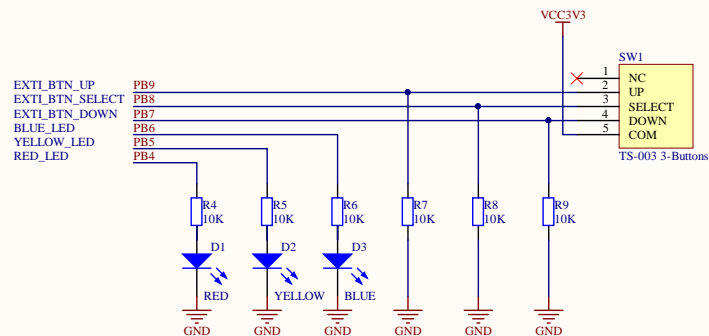 VCC3V3
SW1
1 NC
EXTI_BTN_UP PB9 2 UP
EXTI_BTN_SELECT PB8 3 SELECT
EXTI_BTN_DOWN PB7 4 DOWN
BLUE_LED PB6 5 COM
YELLOW_LED PB5
RED_LED PB4
TS-003 3-Buttons
R4 R5 R6 R7 R8 R9
10K 10K 10K 10K 10K 10K
D1 D2 D3
RED YELLOW BLUE
GND GND GND GND GND GND